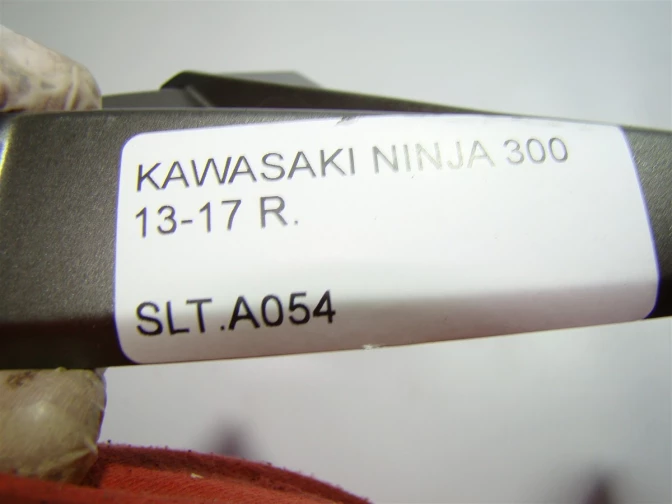 KAWASAKI NINJA 300
13-17 R.
SLT.A054